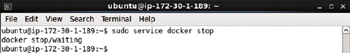 ubuntu@ip-172-30-1-189: ~
File Edit View Search Terminal Help
ubuntu@ip-172-30-1-189:~$ sudo service docker stop
docker stop/waiting
ubuntu@ip-172-30-1-189:~$